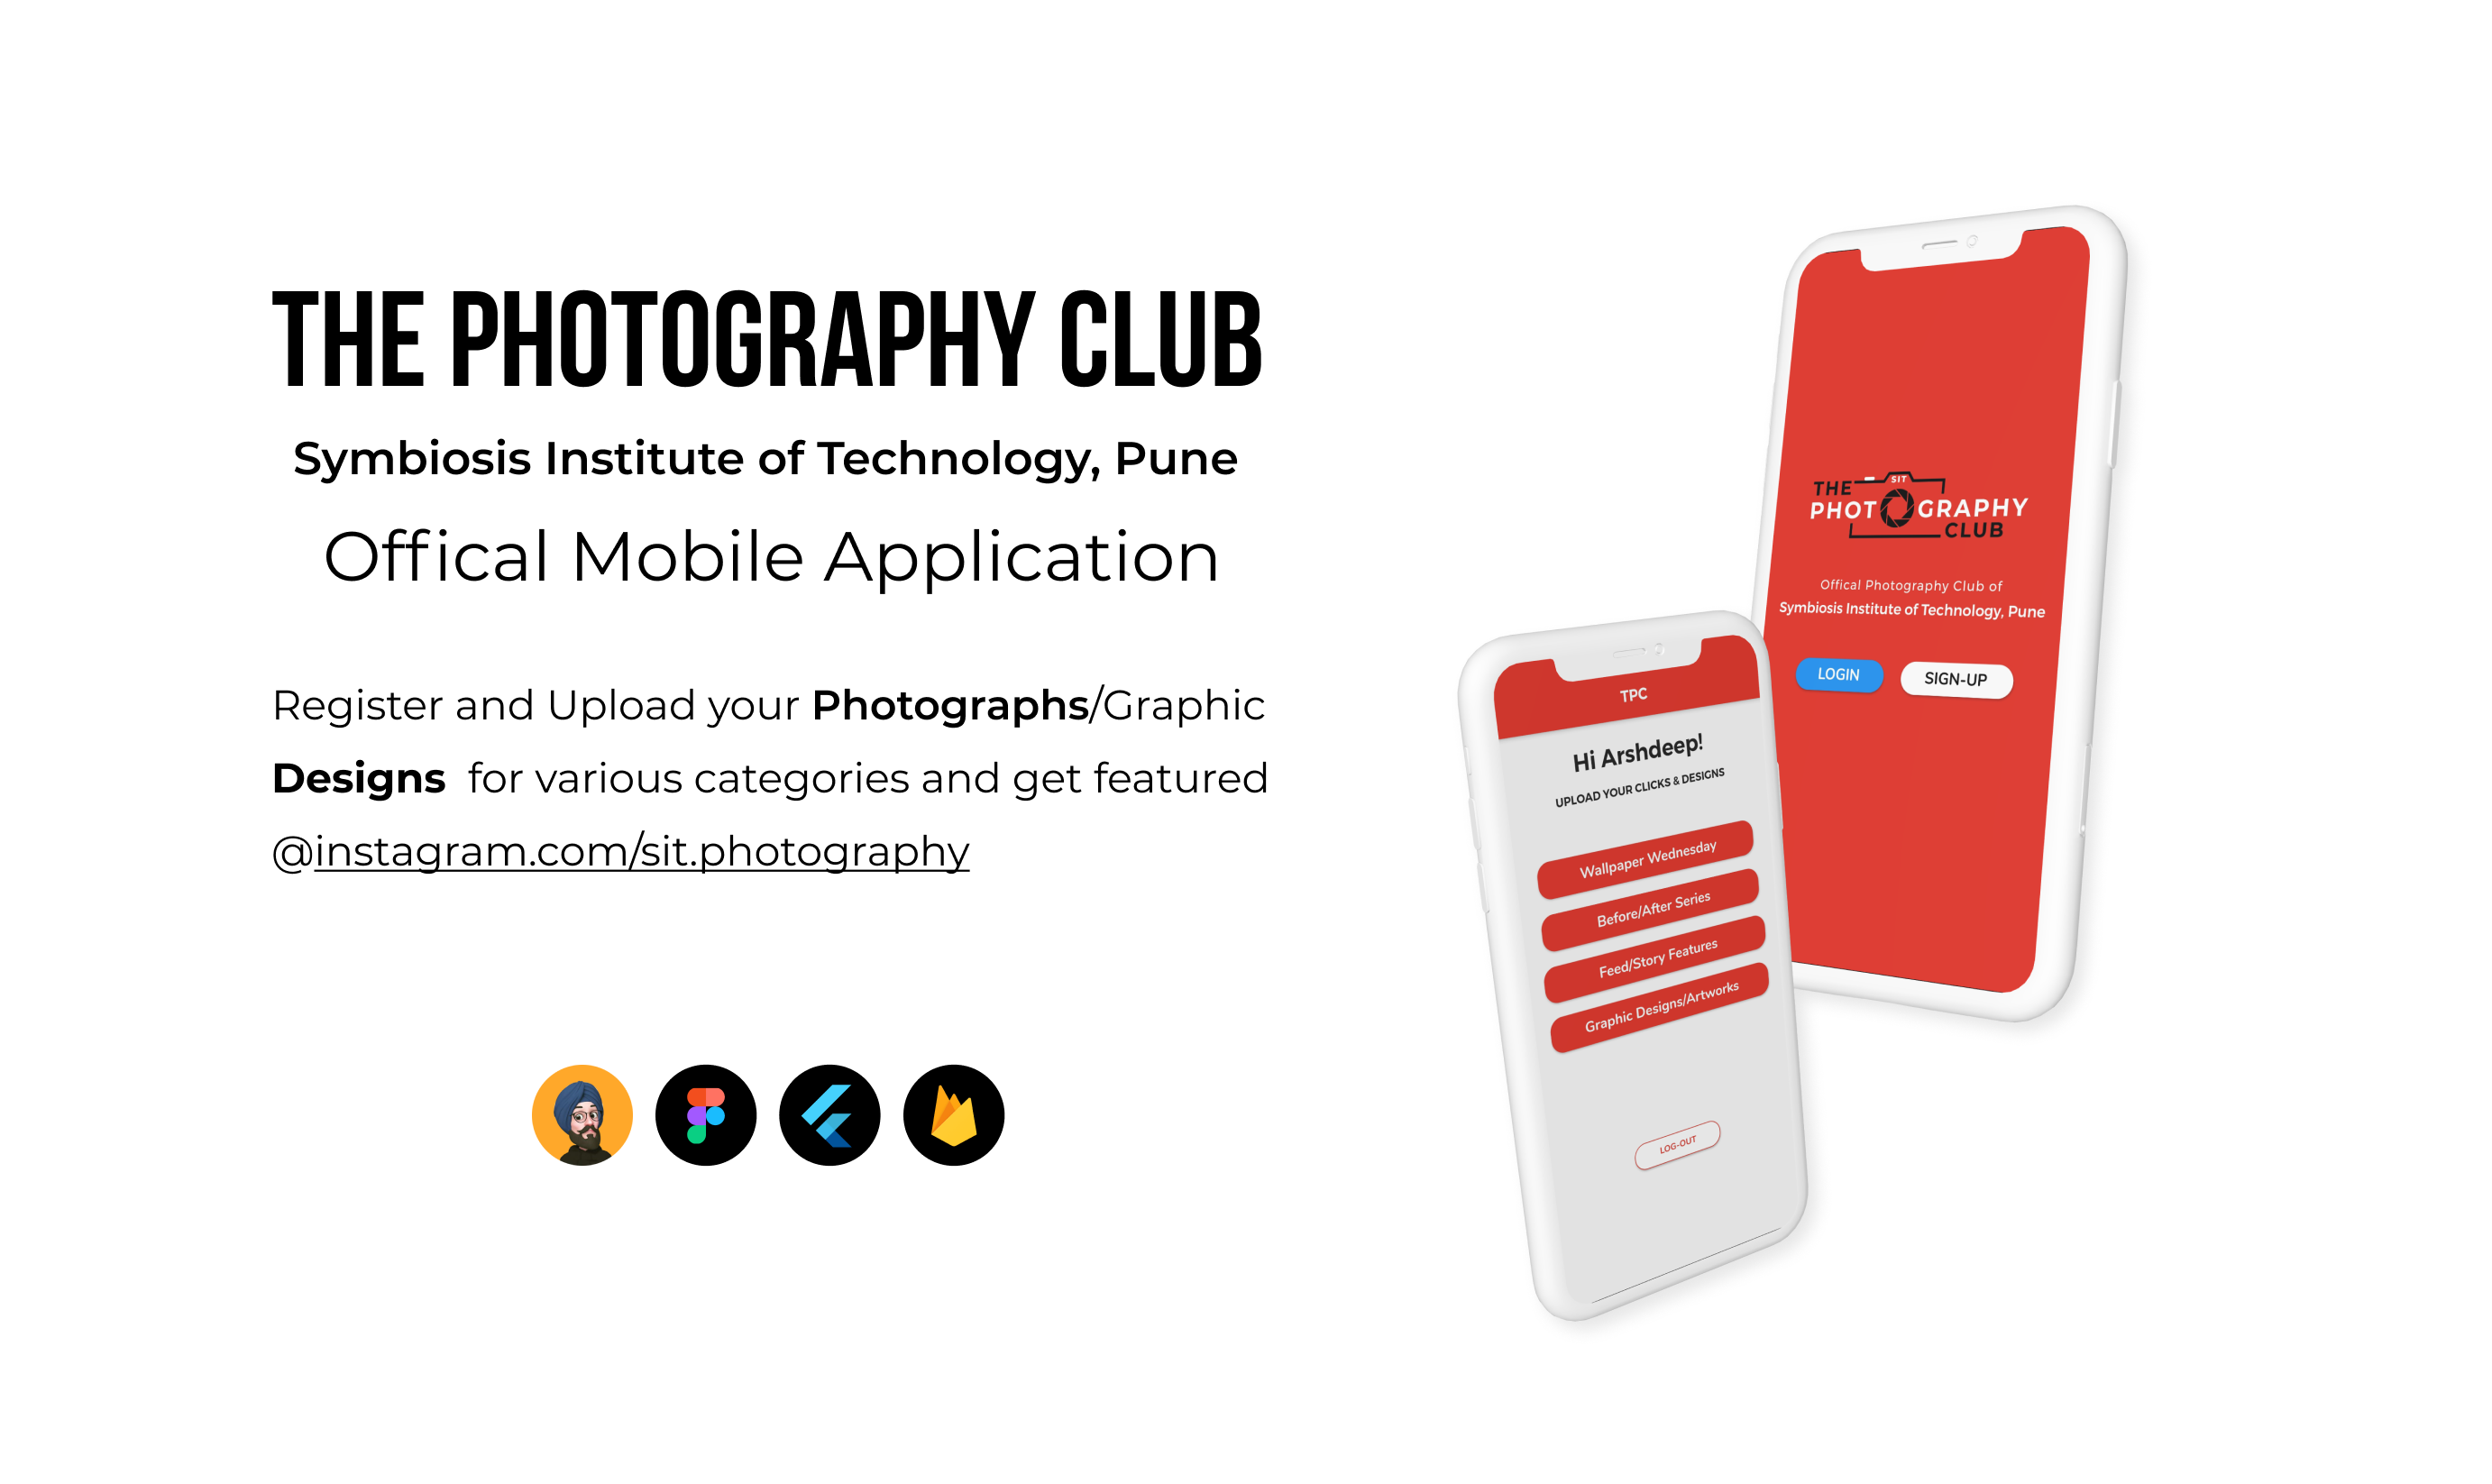 THE PHOTOGRAPHY CLUB
Symbiosis Institute of Technology, Pune
Offical Mobile Application
Register and Upload your Photographs/Graphic
Designs for various categories and get featured
@instagram.com/sit.photography
TPC
Hi Arshdeep!
UPLOAD YOUR CLICKS & DESIGNS
Wallpaper Wednesday
Before/After Series
Feed/Story Features
Graphic Designs/Artworks
LOG-OUT
SIT
THE
PHOTOGRAPHY
CLUB
Offical Photography Club of
Symbiosis Institute of Technology, Pune
LOGIN SIGN-UP